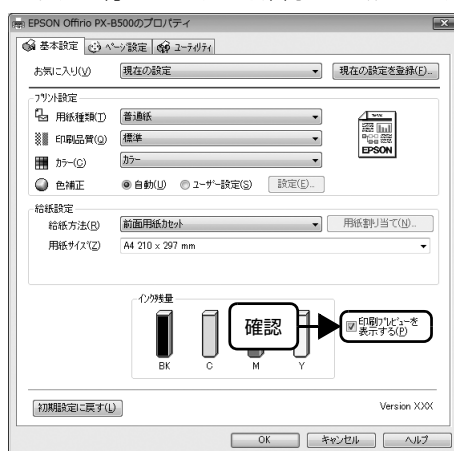 EPSON Offirio PX-B500のプロパティ
基本設定 ページ設定 ユーティリティ
お気に入り(V) 現在の設定 現在の設定を登録(F)...
プリント設定
用紙種類(T) 普通紙
印刷品質(Q) 標準
カラー(C) カラー
EPSON
色補正 自動(U) ユーザー設定(S) 設定(E)...
給紙設定
給紙方法(R) 前面用紙カセット 用紙割り当て(N)...
用紙サイズ(Z) A4 210 x 297 mm
インク残量
確認
印刷プレビューを
表示する(P)
BK C M Y
初期設定に戻す(L) Version XXX
OK キャンセル ヘルプ